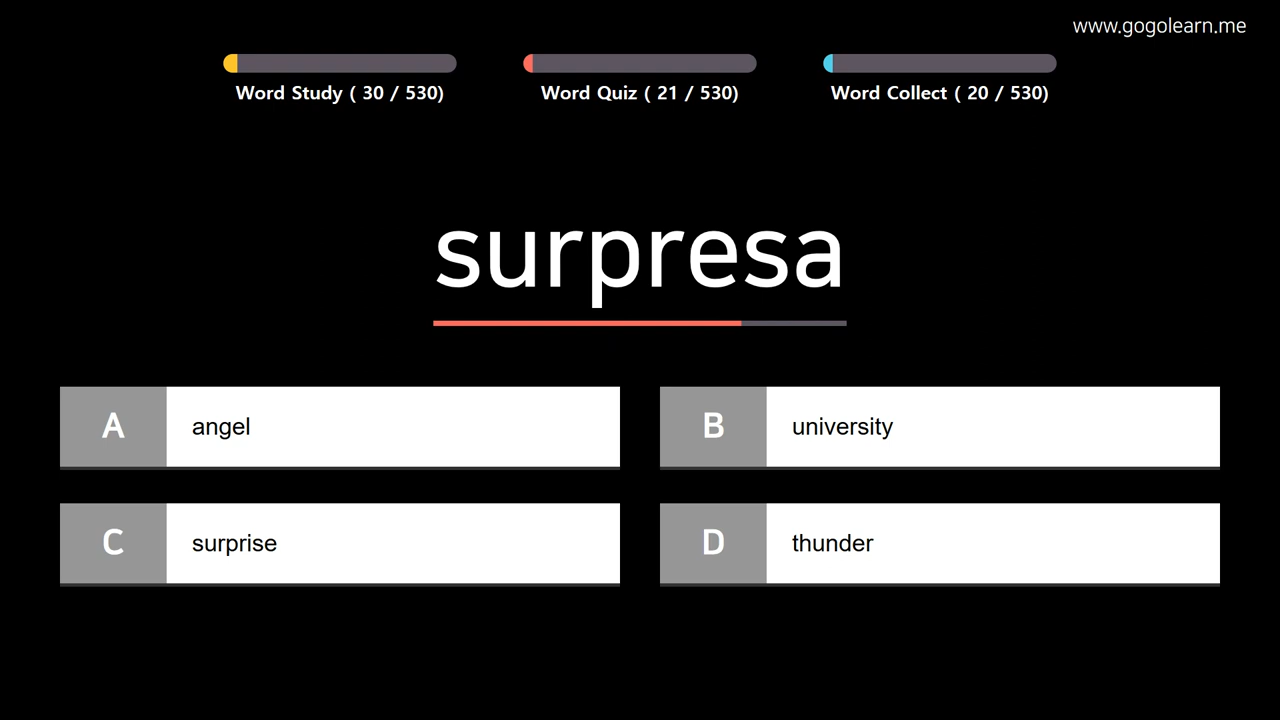 www.gogolearn.me
Word Study ( 30 / 530)
Word Quiz ( 21 / 530)
Word Collect ( 20 / 530)
surpresa
A
angel
B
university
C
surprise
D
thunder